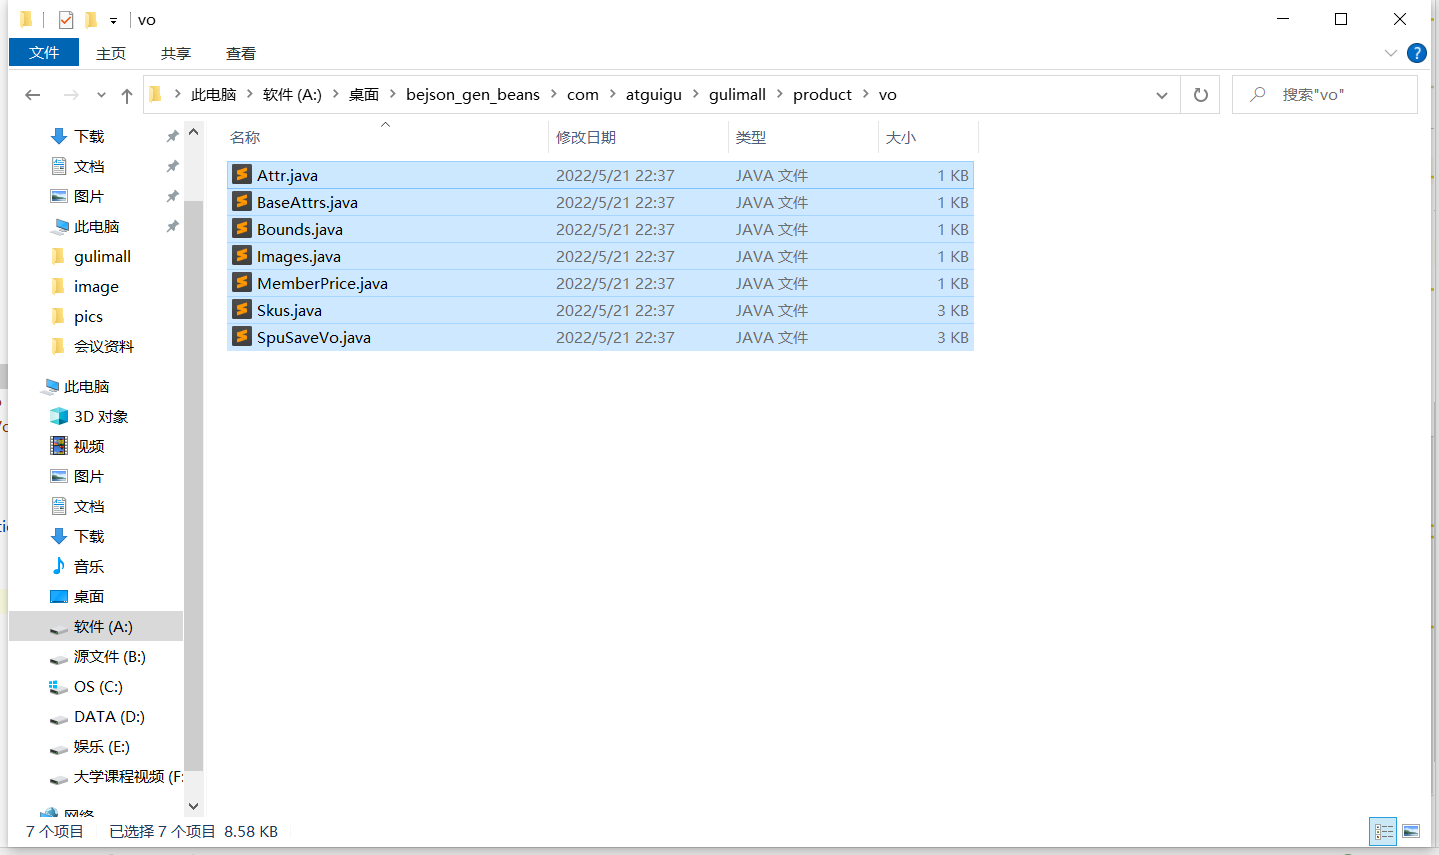 vo
文件 主页 共享 查看
此电脑 软件 (A:) 桌面 bejson_gen_beans com atguigu gulimall product vo
搜索"vo"
下载
文档
图片
此电脑
gulimall
image
pics
会议资料
此电脑
3D 对象
视频
图片
文档
下载
音乐
桌面
软件 (A:)
源文件 (B:)
OS (C:)
DATA (D:)
娱乐 (E:)
大学课程视频 (F:
网络
名称 修改日期 类型 大小
Attr.java 2022/5/21 22:37 JAVA 文件 1 KB
BaseAttrs.java 2022/5/21 22:37 JAVA 文件 1 KB
Bounds.java 2022/5/21 22:37 JAVA 文件 1 KB
Images.java 2022/5/21 22:37 JAVA 文件 1 KB
MemberPrice.java 2022/5/21 22:37 JAVA 文件 1 KB
Skus.java 2022/5/21 22:37 JAVA 文件 3 KB
SpuSaveVo.java 2022/5/21 22:37 JAVA 文件 3 KB
7 个项目 已选择 7 个项目 8.58 KB